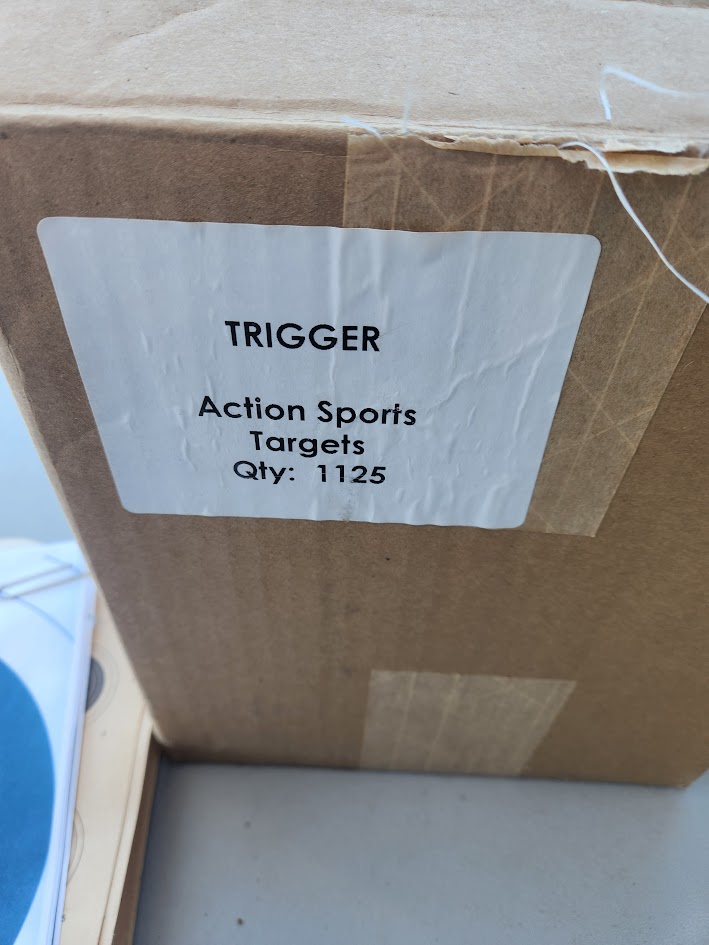 TRIGGER
Action Sports
Targets
Qty: 1125